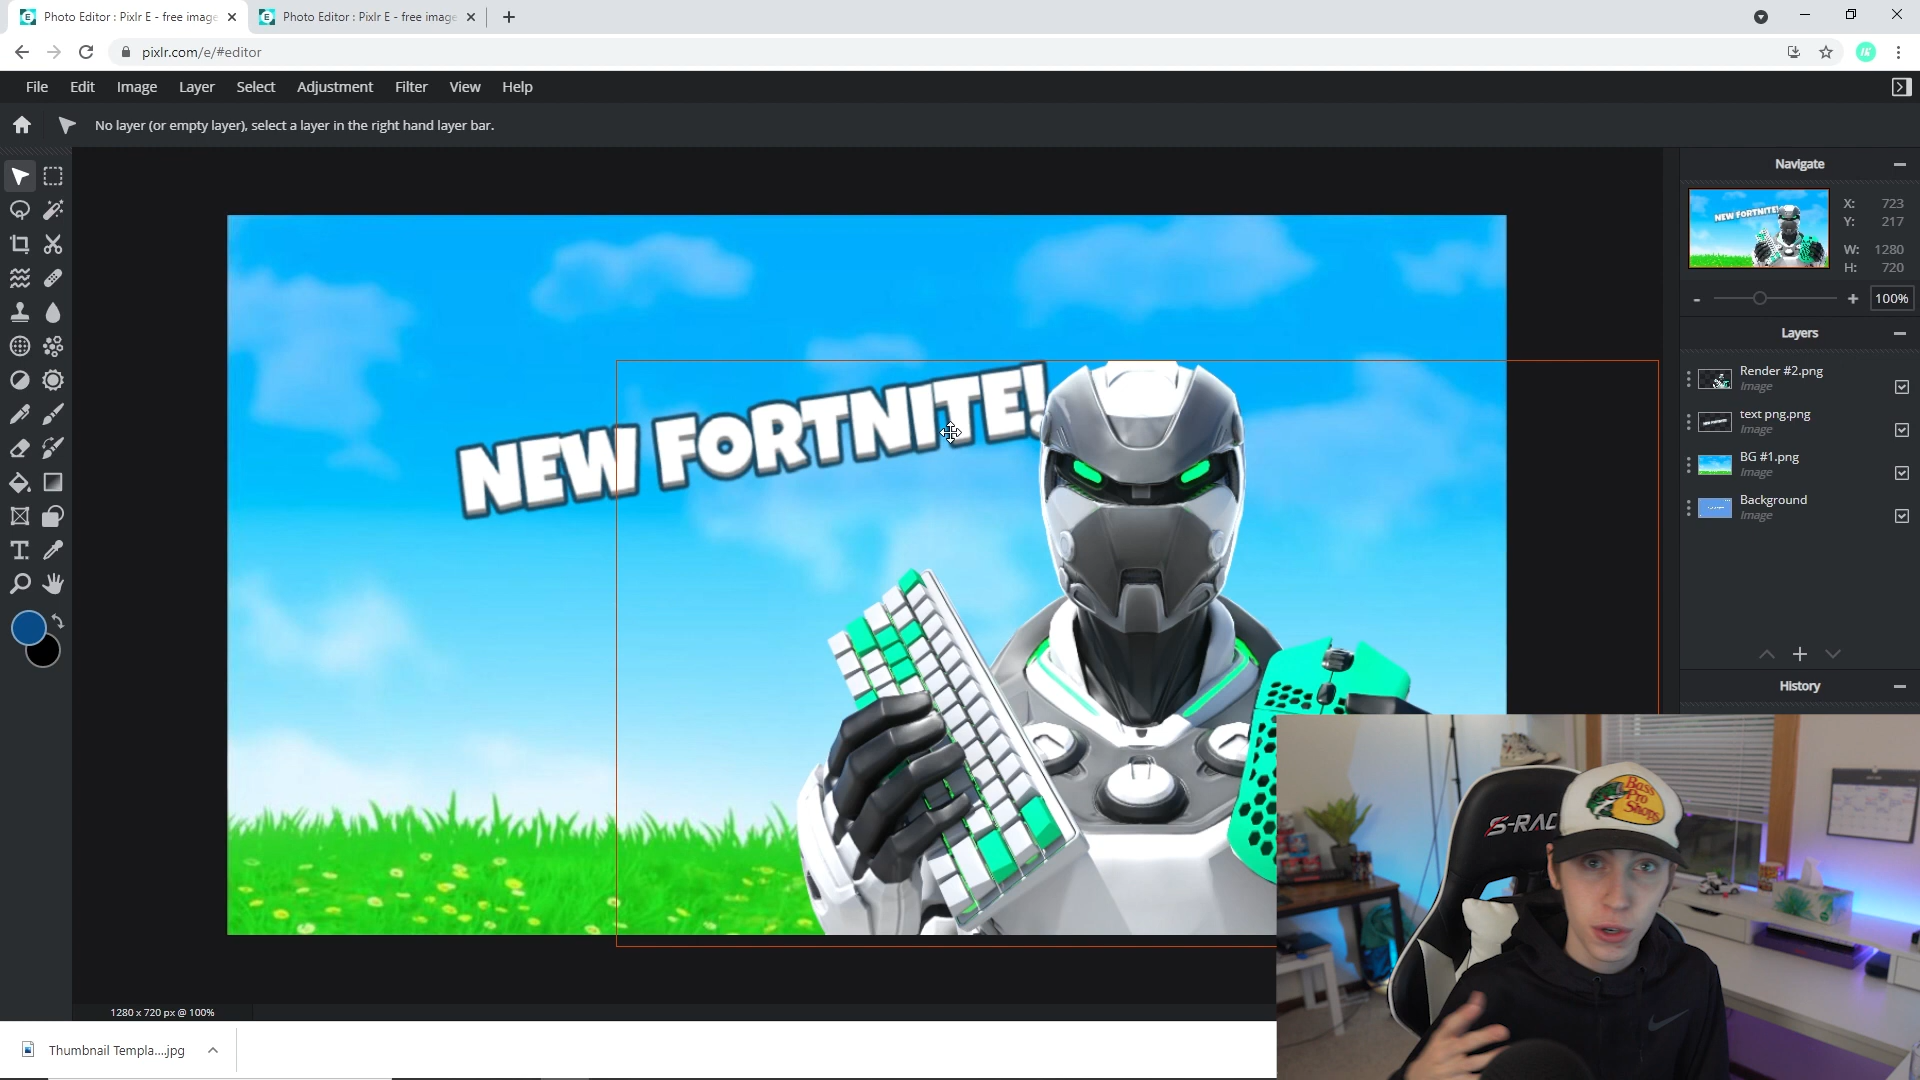 Photo Editor : Pixlr E - free image
Photo Editor : Pixlr E - free image
pixlr.com/e/#editor
File Edit Image Layer Select Adjustment Filter View Help
No layer (or empty layer), select a layer in the right hand layer bar.
Navigate
X: 723
Y: 217
W: 1280
H: 720
100%
Layers
Render #2.png
Image
text png.png
Image
BG #1.png
Image
Background
Image
History
NEW FORTNITE!
NEW FORTNITE!
1280 x 720 px @ 100%
Thumbnail Templa....jpg
S-RAC
Bass
Pro
Shops